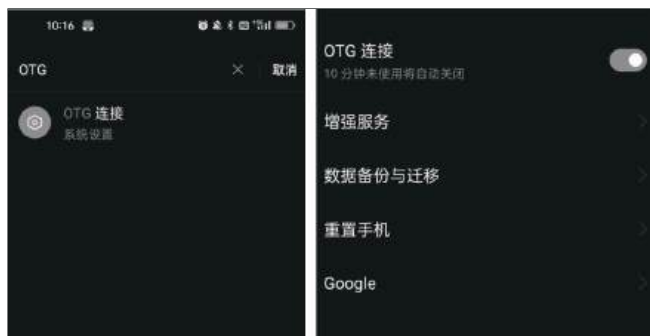 10:16
OTG
取消
OTG 连接
系统设置
OTG 连接
10 分钟未使用将自动关闭
增强服务
数据备份与迁移
重置手机
Google